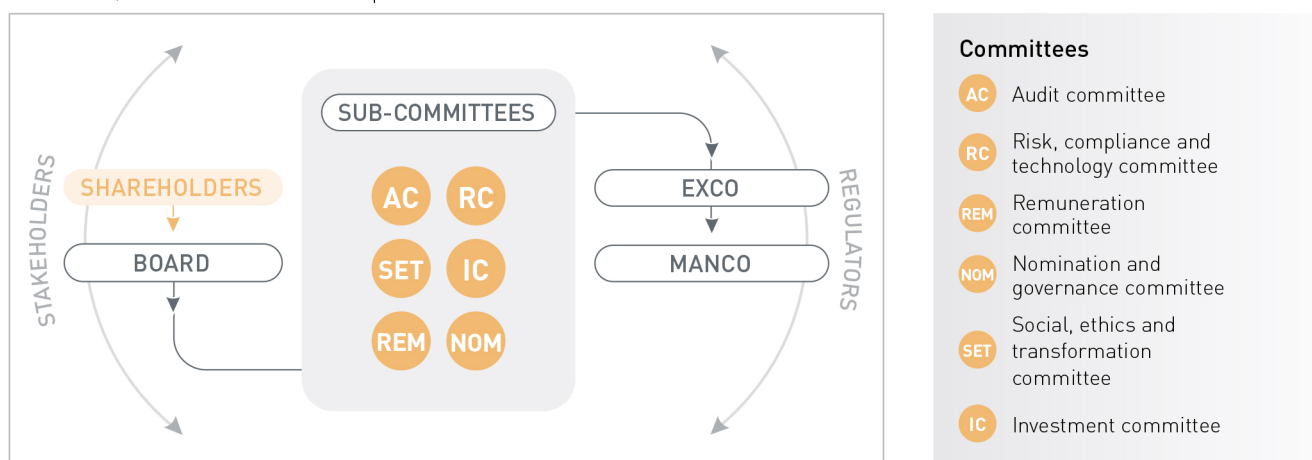 STAKEHOLDERS
SHAREHOLDERS
BOARD
SUB-COMMITTEES
AC
RC
SET
IC
REM
NOM
EXCO
MANCO
REGULATORS
Committees
AC Audit committee
RC Risk, compliance and
technology committee
REM Remuneration
committee
NOM Nomination and
governance committee
SET Social, ethics and
transformation
committee
IC Investment committee